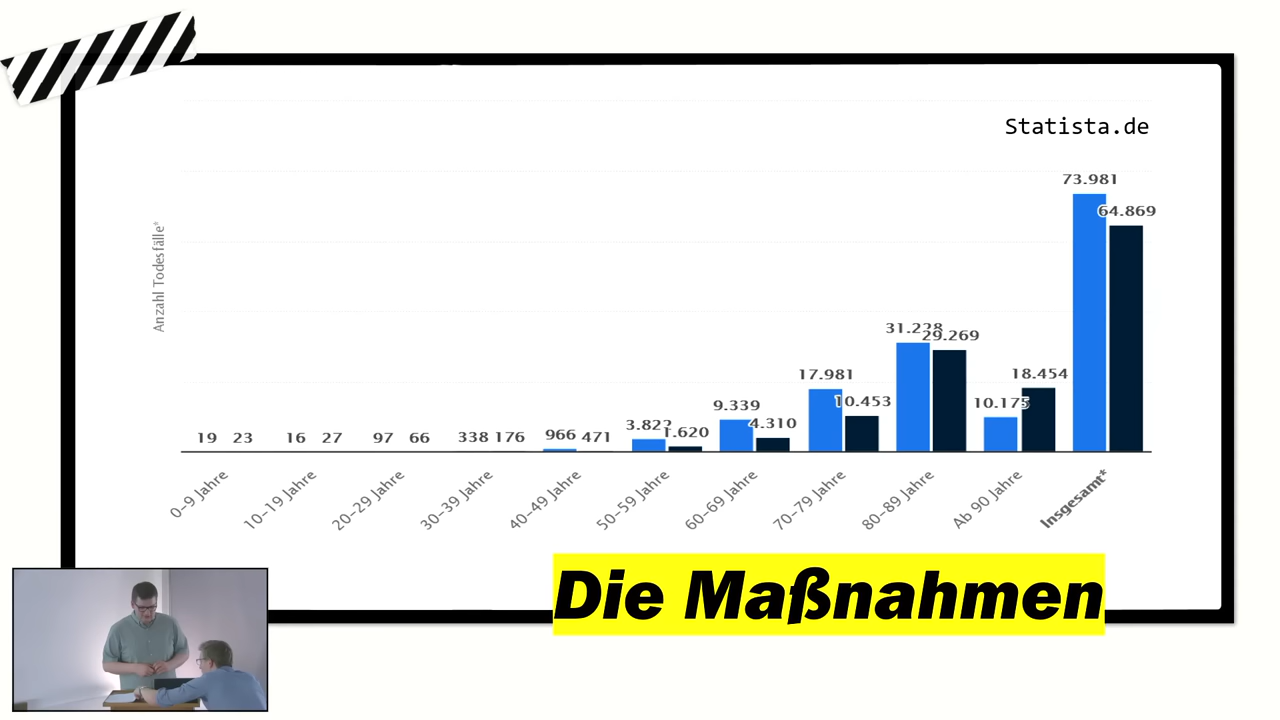 Statista.de
Anzahl Todesfälle*
73.981
64.869
31.228
29.269
17.981
10.453
18.454
10.175
9.339
4.310
3.822
1.620
966 471
338 176
97 66
16 27
19 23
0-9 Jahre
10-19 Jahre
20-29 Jahre
30-39 Jahre
40-49 Jahre
50-59 Jahre
60-69 Jahre
70-79 Jahre
80-89 Jahre
Ab 90 Jahre
Insgesamt*
Die Maßnahmen